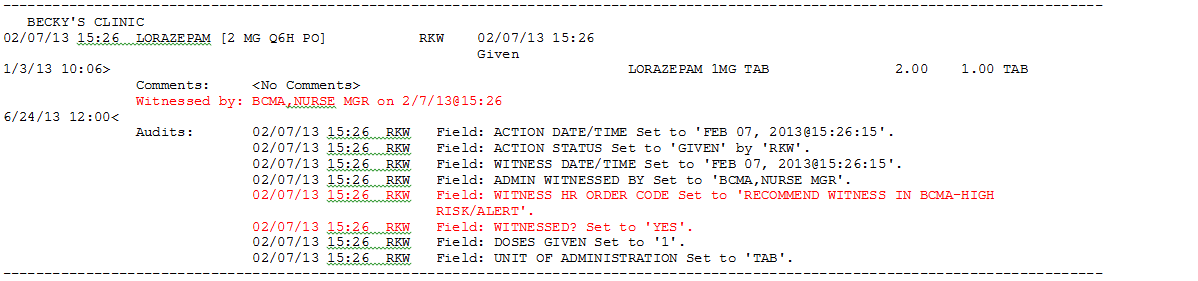 BECKY'S CLINIC
02/07/13 15:26 LORAZEPAM [2 MG Q6H PO] RKW 02/07/13 15:26
Given
1/3/13 10:06> LORAZEPAM 1MG TAB 2.00 1.00 TAB
Comments: <No Comments>
Witnessed by: BCMA,NURSE MGR on 2/7/13@15:26
6/24/13 12:00<
Audits: 02/07/13 15:26 RKW Field: ACTION DATE/TIME Set to 'FEB 07, 2013@15:26:15'.
02/07/13 15:26 RKW Field: ACTION STATUS Set to 'GIVEN' by 'RKW'.
02/07/13 15:26 RKW Field: WITNESS DATE/TIME Set to 'FEB 07, 2013@15:26:15'.
02/07/13 15:26 RKW Field: ADMIN WITNESSED BY Set to 'BCMA,NURSE MGR'.
02/07/13 15:26 RKW Field: WITNESS HR ORDER CODE Set to 'RECOMMEND WITNESS IN BCMA-HIGH
RISK/ALERT'.
02/07/13 15:26 RKW Field: WITNESSED? Set to 'YES'.
02/07/13 15:26 RKW Field: DOSES GIVEN Set to '1'.
02/07/13 15:26 RKW Field: UNIT OF ADMINISTRATION Set to 'TAB'.